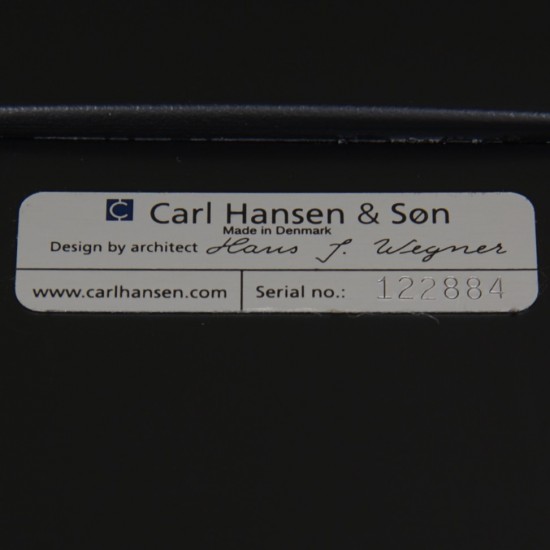 Carl Hansen & Søn
Made in Denmark
Design by architect Hans J. Wegner
www.carlhansen.com Serial no.: 122884